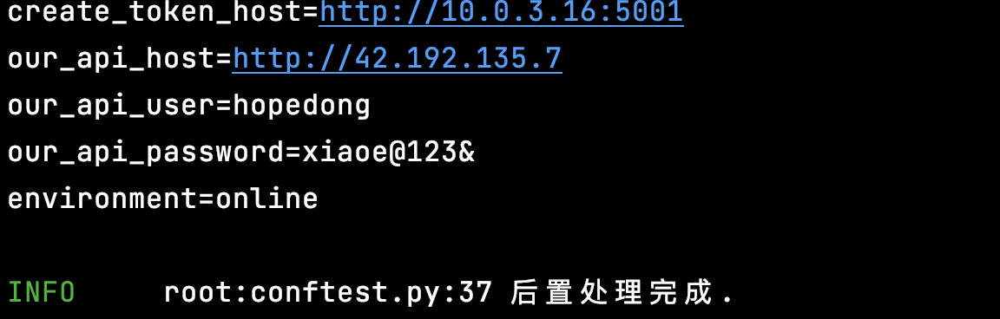 create_token_host=http://10.0.3.16:5001
our_api_host=http://42.192.135.7
our_api_user=hopedong
our_api_password=xiaoe@123&
environment=online
INFO     root:conftest.py:37 后置处理完成.